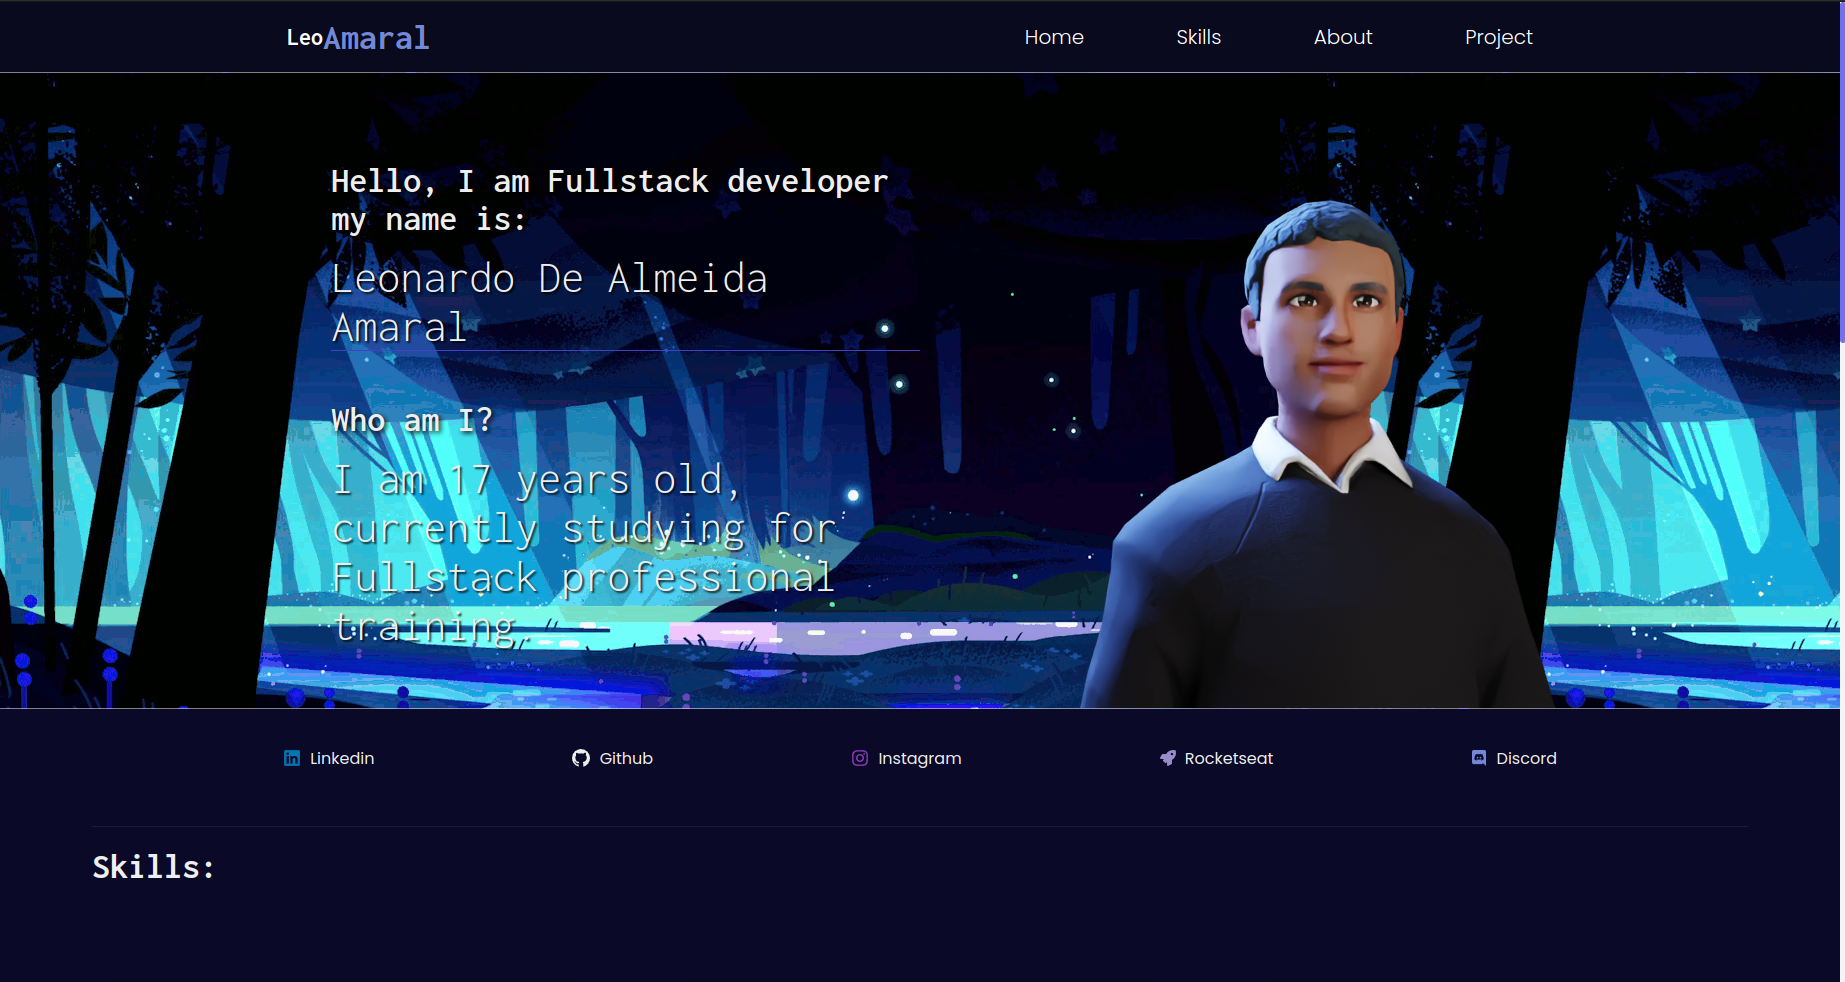 LeoAmaral
Home Skills About Project
Hello, I am Fullstack developer
my name is:
Leonardo De Almeida
Amaral
Who am I?
I am 17 years old,
currently studying for
Fullstack professional
training.
Linkedin Github Instagram Rocketseat Discord
Skills: